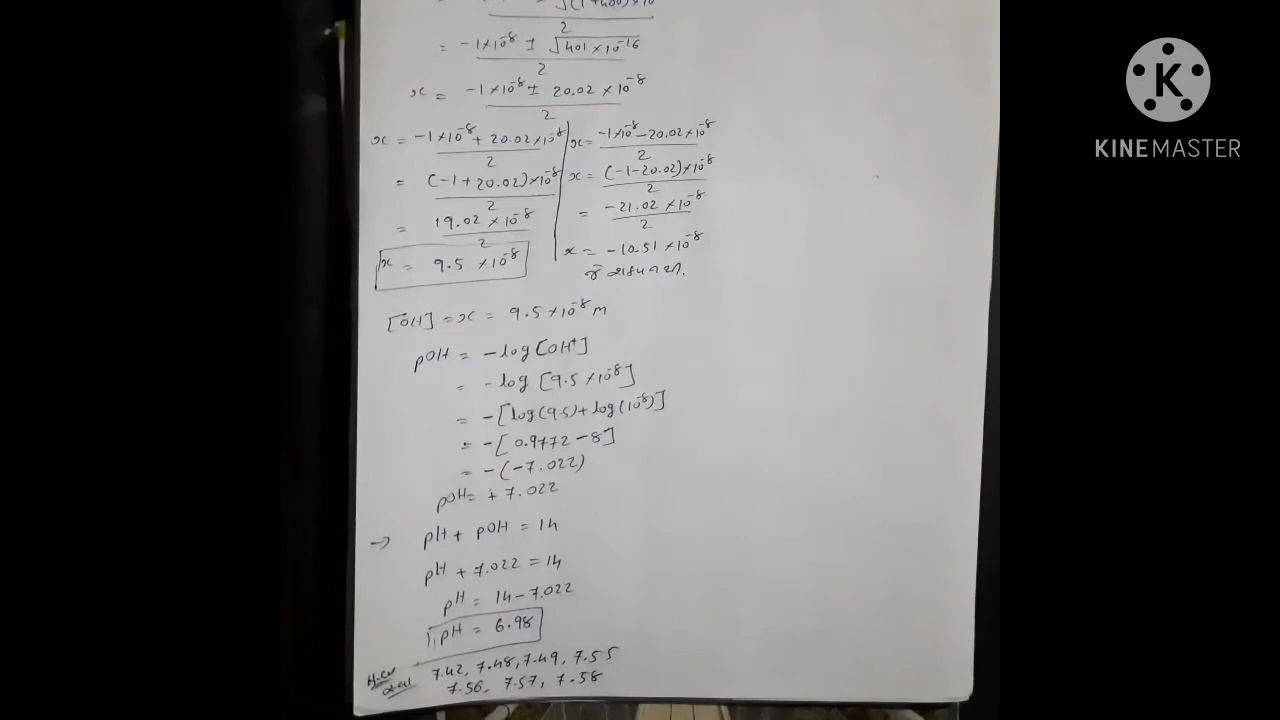 √(1+400)×10
2
= -1×10⁻⁸ ± √401×10⁻¹⁶
2
x = -1×10⁻⁸ ± 20.02×10⁻⁸
2
x = -1×10⁻⁸ + 20.02×10⁻⁸
2
= (-1+20.02)×10⁻⁸
2
= 19.02×10⁻⁸
2
x = 9.5×10⁻⁸
x = -1×10⁻⁸ - 20.02×10⁻⁸
2
x = (-1-20.02)×10⁻⁸
2
= -21.02×10⁻⁸
2
x = -10.51×10⁻⁸
જે શક્ય નથી.
[OH] = x = 9.5×10⁻⁸ m
pOH = -log[OH⁺]
= -log[9.5×10⁻⁸]
= -[log(9.5)+log(10⁻⁸)]
= -[0.9772-8]
= -(-7.022)
pOH = +7.022
→ pH + pOH = 14
pH + 7.022 = 14
pH = 14-7.022
pH = 6.98
7.42, 7.48, 7.49, 7.55
7.56, 7.57, 7.58
KINEMASTER